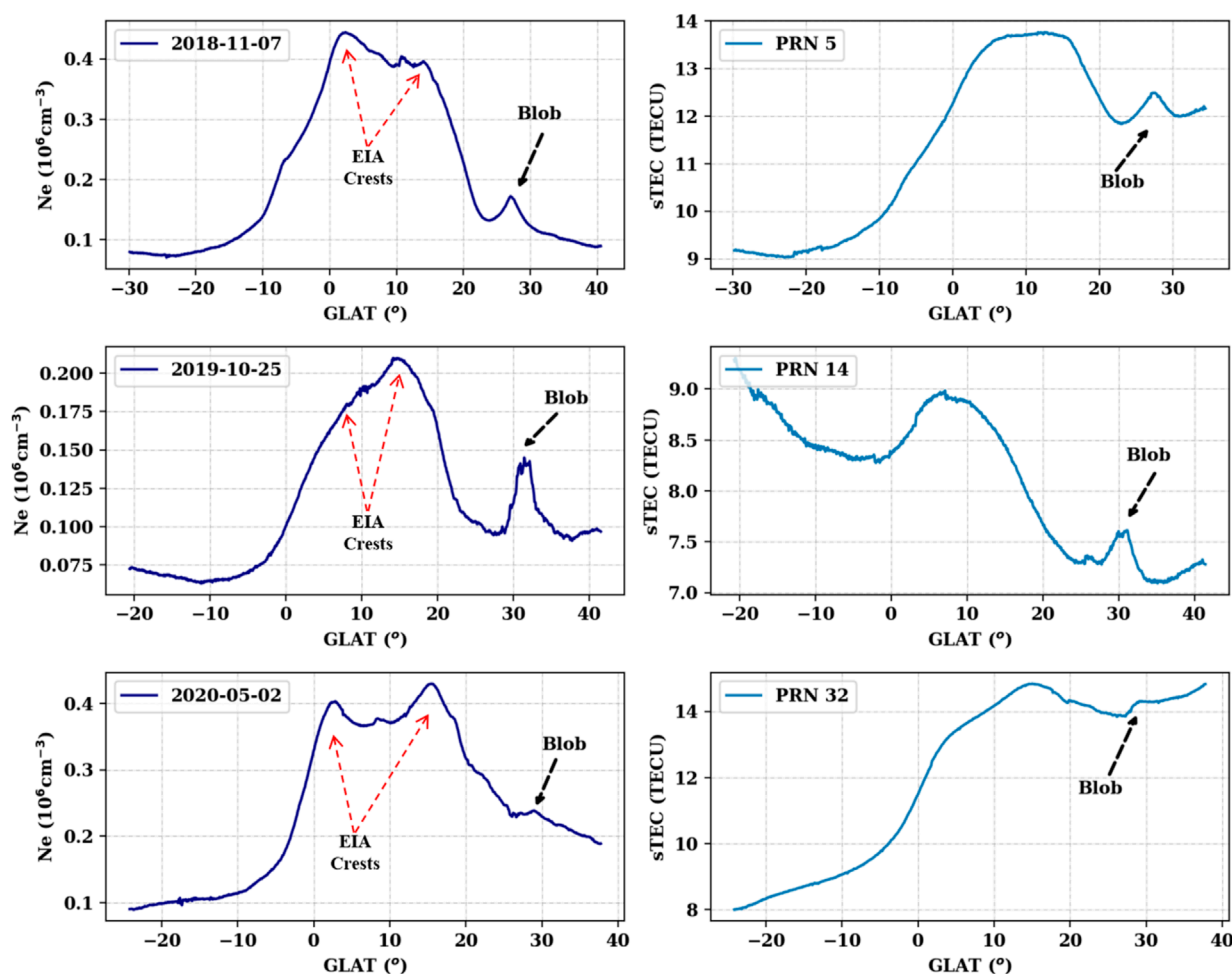 2018-11-07
Ne (10⁶cm⁻³)
0.4
0.3
0.2
0.1
EIA
Crests
Blob
−30 −20 −10 0 10 20 30 40
GLAT (°)
PRN 5
sTEC (TECU)
14
13
12
11
10
9
Blob
−30 −20 −10 0 10 20 30
GLAT (°)
2019-10-25
Ne (10⁶cm⁻³)
0.200
0.175
0.150
0.125
0.100
0.075
EIA
Crests
Blob
−20 −10 0 10 20 30 40
GLAT (°)
PRN 14
sTEC (TECU)
9.0
8.5
8.0
7.5
7.0
Blob
−20 −10 0 10 20 30 40
GLAT (°)
2020-05-02
Ne (10⁶cm⁻³)
0.4
0.3
0.2
0.1
EIA
Crests
Blob
−20 −10 0 10 20 30 40
GLAT (°)
PRN 32
sTEC (TECU)
14
12
10
8
Blob
−20 −10 0 10 20 30 40
GLAT (°)